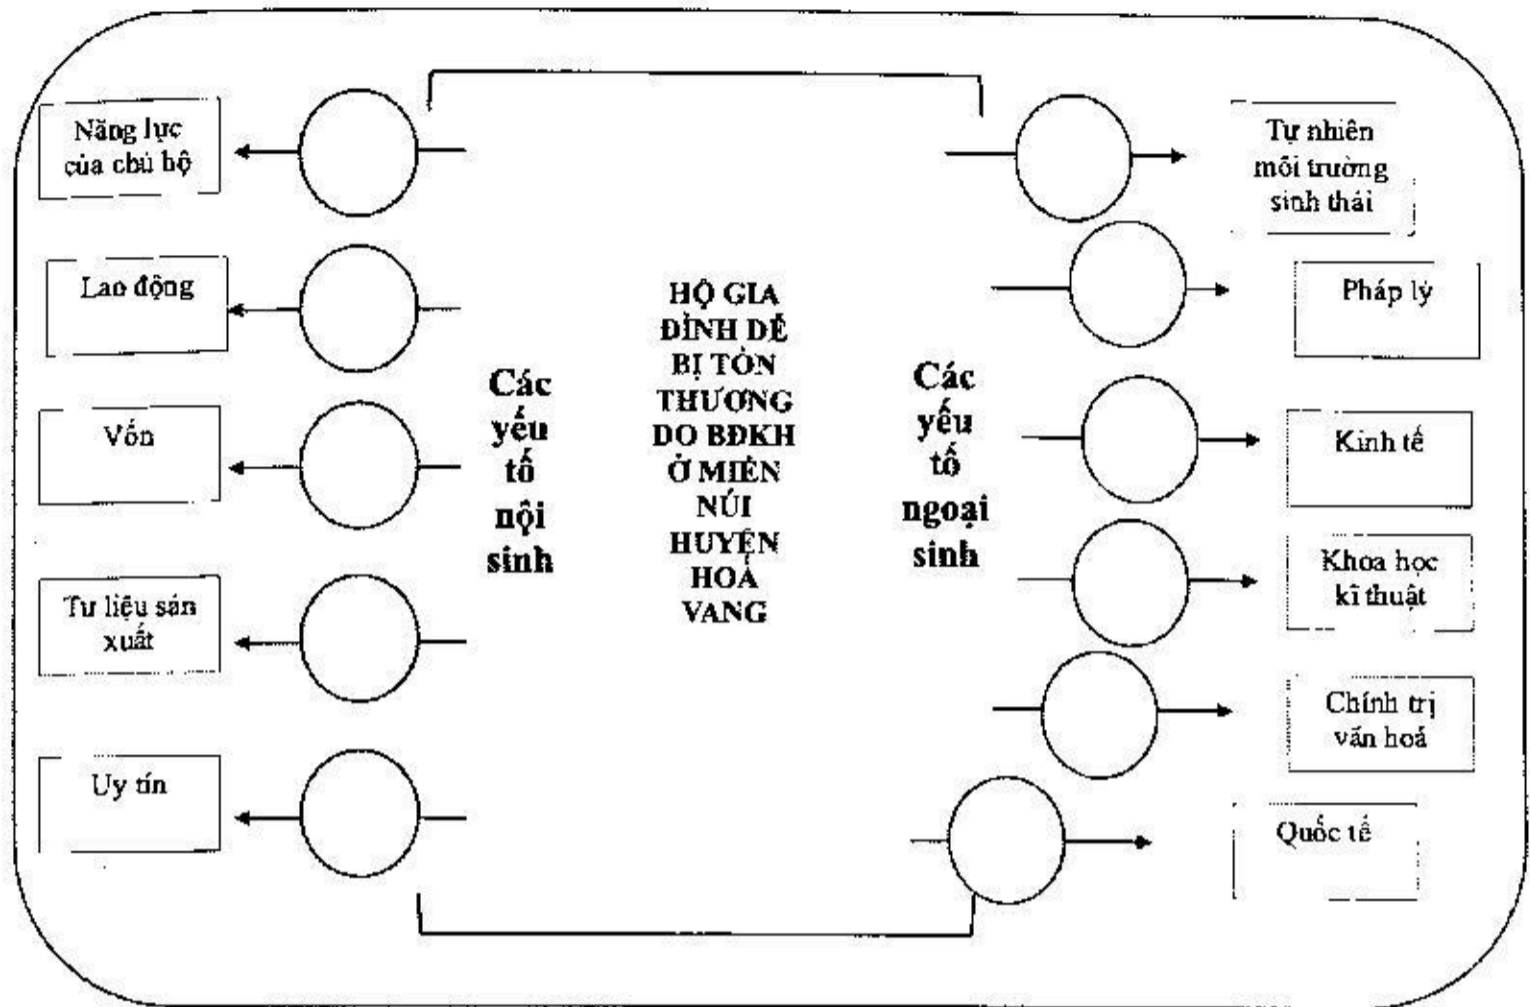 Năng lực
của chủ hộ
Lao động
Vốn
Tư liệu sản
xuất
Uy tín
Các
yếu
tố
nội
sinh
HỘ GIA
ĐÌNH DỄ
BỊ TỔN
THƯƠNG
DO BĐKH
Ở MIỀN
NÚI
HUYỆN
HOÀ
VANG
Các
yếu
tố
ngoại
sinh
Tự nhiên
môi trường
sinh thái
Pháp lý
Kinh tế
Khoa học
kĩ thuật
Chính trị
văn hoá
Quốc tế